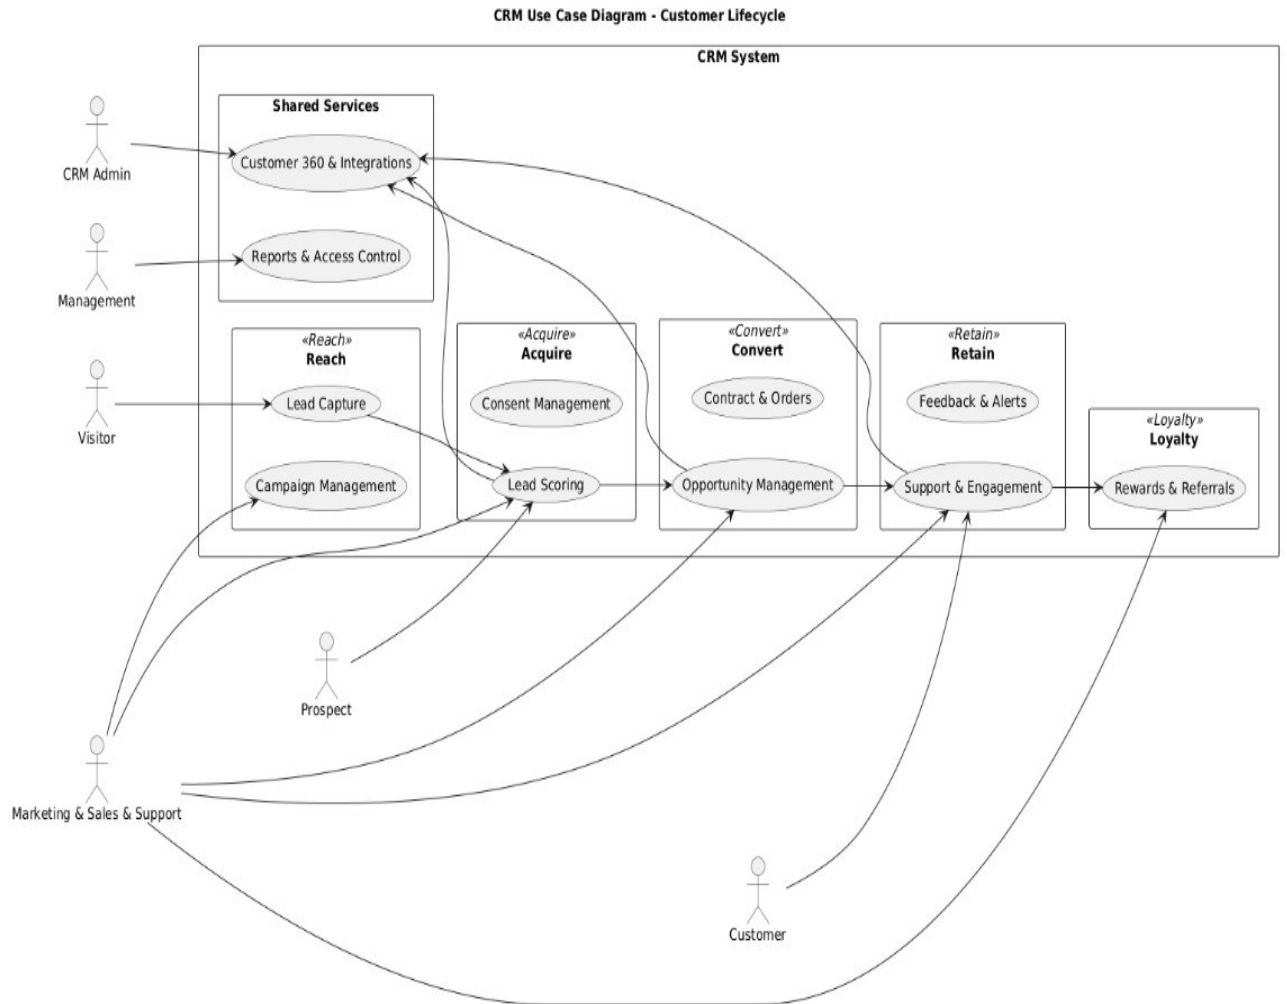 CRM Use Case Diagram - Customer Lifecycle
CRM System
Shared Services
Customer 360 & Integrations
CRM Admin
Reports & Access Control
Management
«Reach»
Reach
Lead Capture
Visitor
Campaign Management
«Acquire»
Acquire
Consent Management
Lead Scoring
«Convert»
Convert
Contract & Orders
Opportunity Management
«Retain»
Retain
Feedback & Alerts
Support & Engagement
«Loyalty»
Loyalty
Rewards & Referrals
Prospect
Marketing & Sales & Support
Customer